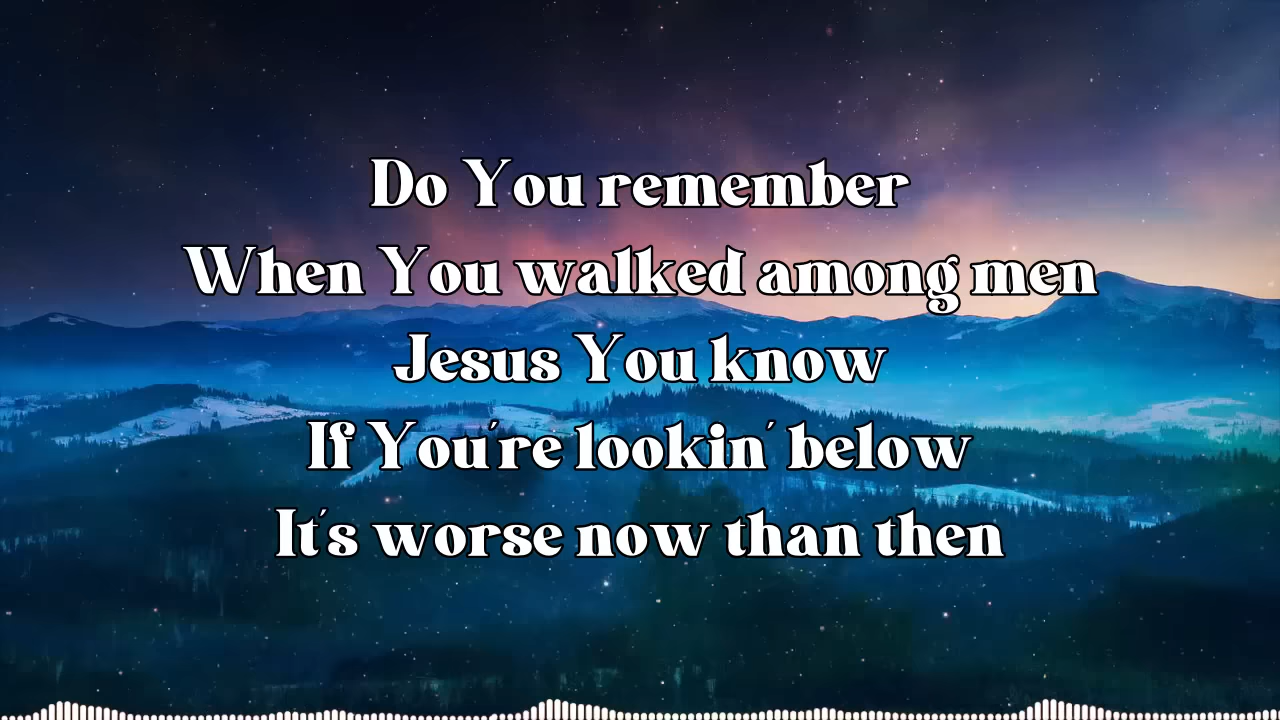 Do You remember
When You walked among men
Jesus You know
If You're lookin' below
It's worse now than then